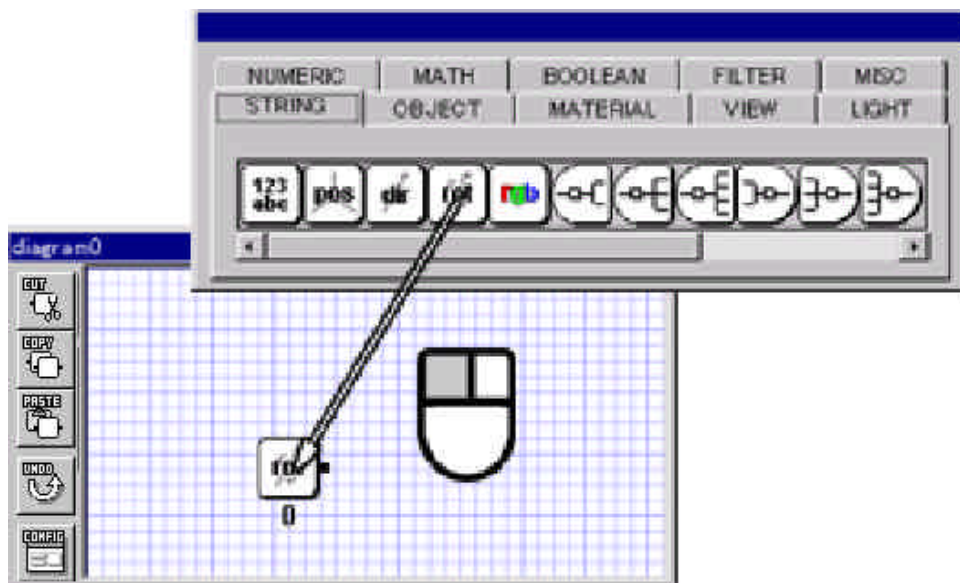 NUMERIC MATH BOOLEAN FILTER MISC
STRING OBJECT MATERIAL VIEW LIGHT
123
abc
pos dir rot rgb
diagram0
CUT
COPY
PASTE
UNDO
CONFIG
0